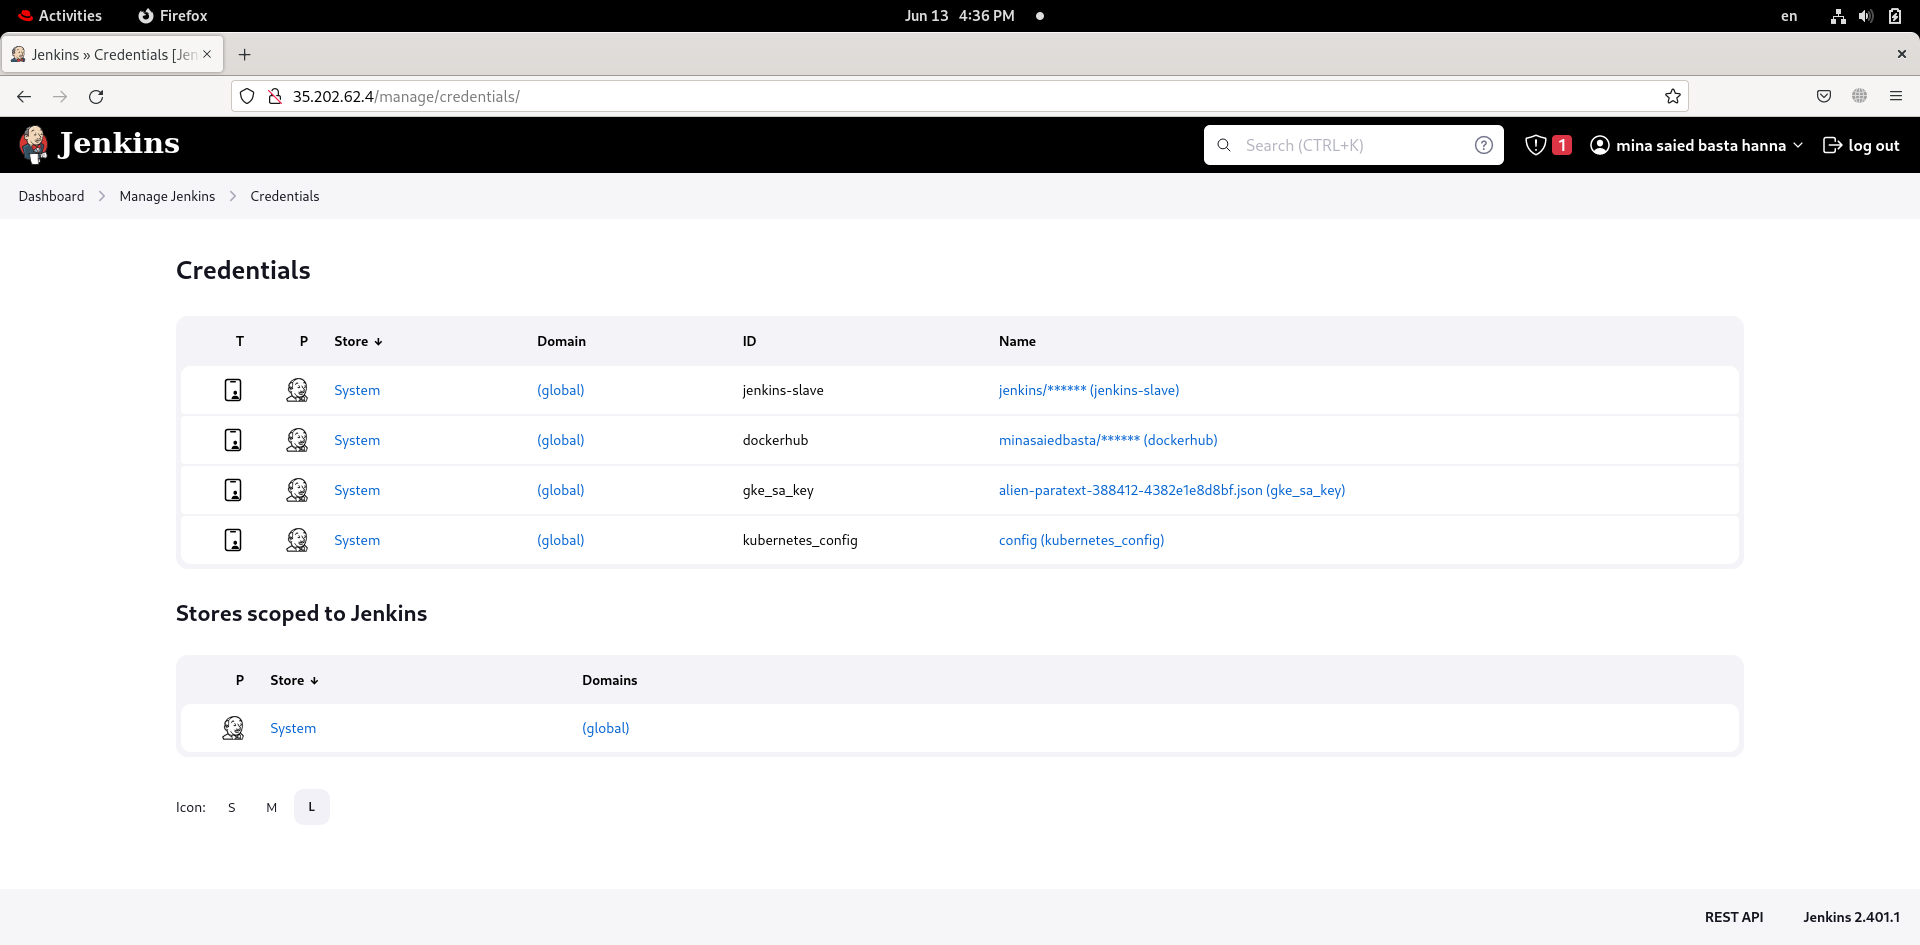 Activities Firefox Jun 13 4:36 PM en
Jenkins » Credentials [Jen
35.202.62.4/manage/credentials/
Jenkins Search (CTRL+K) 1 mina saied basta hanna log out
Dashboard Manage Jenkins Credentials
Credentials
T P Store ↓ Domain ID Name
System (global) jenkins-slave jenkins/****** (jenkins-slave)
System (global) dockerhub minasaiedbasta/****** (dockerhub)
System (global) gke_sa_key alien-paratext-388412-4382e1e8d8bf.json (gke_sa_key)
System (global) kubernetes_config config (kubernetes_config)
Stores scoped to Jenkins
P Store ↓ Domains
System (global)
Icon: S M L
REST API Jenkins 2.401.1